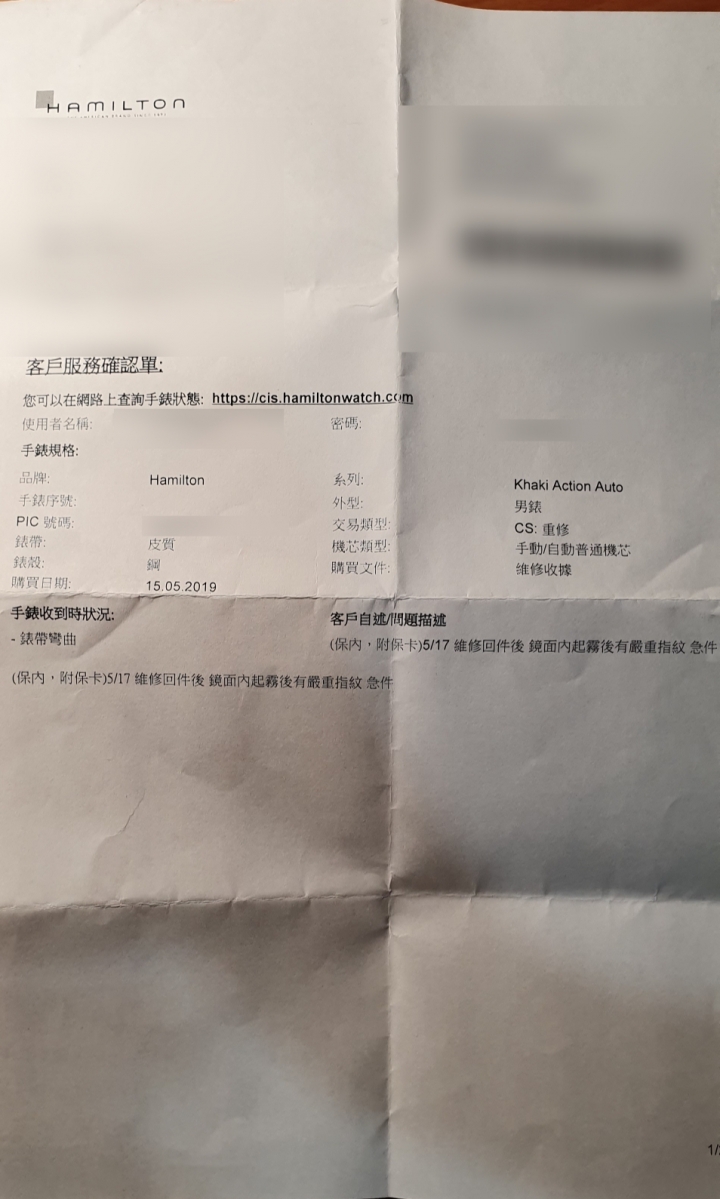 HAMILTON
客戶服務確認單:
您可以在網路上查詢手錶狀態: https://cis.hamiltonwatch.com
使用者名稱: 密碼:
手錶規格:
品牌: Hamilton 系列: Khaki Action Auto
手錶序號: 外型: 男錶
PIC 號碼: 交易類型: CS: 重修
錶帶: 皮質 機芯類型: 手動/自動普通機芯
錶殼: 鋼 購買文件: 維修收據
購買日期: 15.05.2019
手錶收到時狀況: 客戶自述/問題描述
- 錶帶彎曲 (保內，附保卡)5/17 維修回件後 鏡面內起霧後有嚴重指紋 急件
(保內，附保卡)5/17 維修回件後 鏡面內起霧後有嚴重指紋 急件